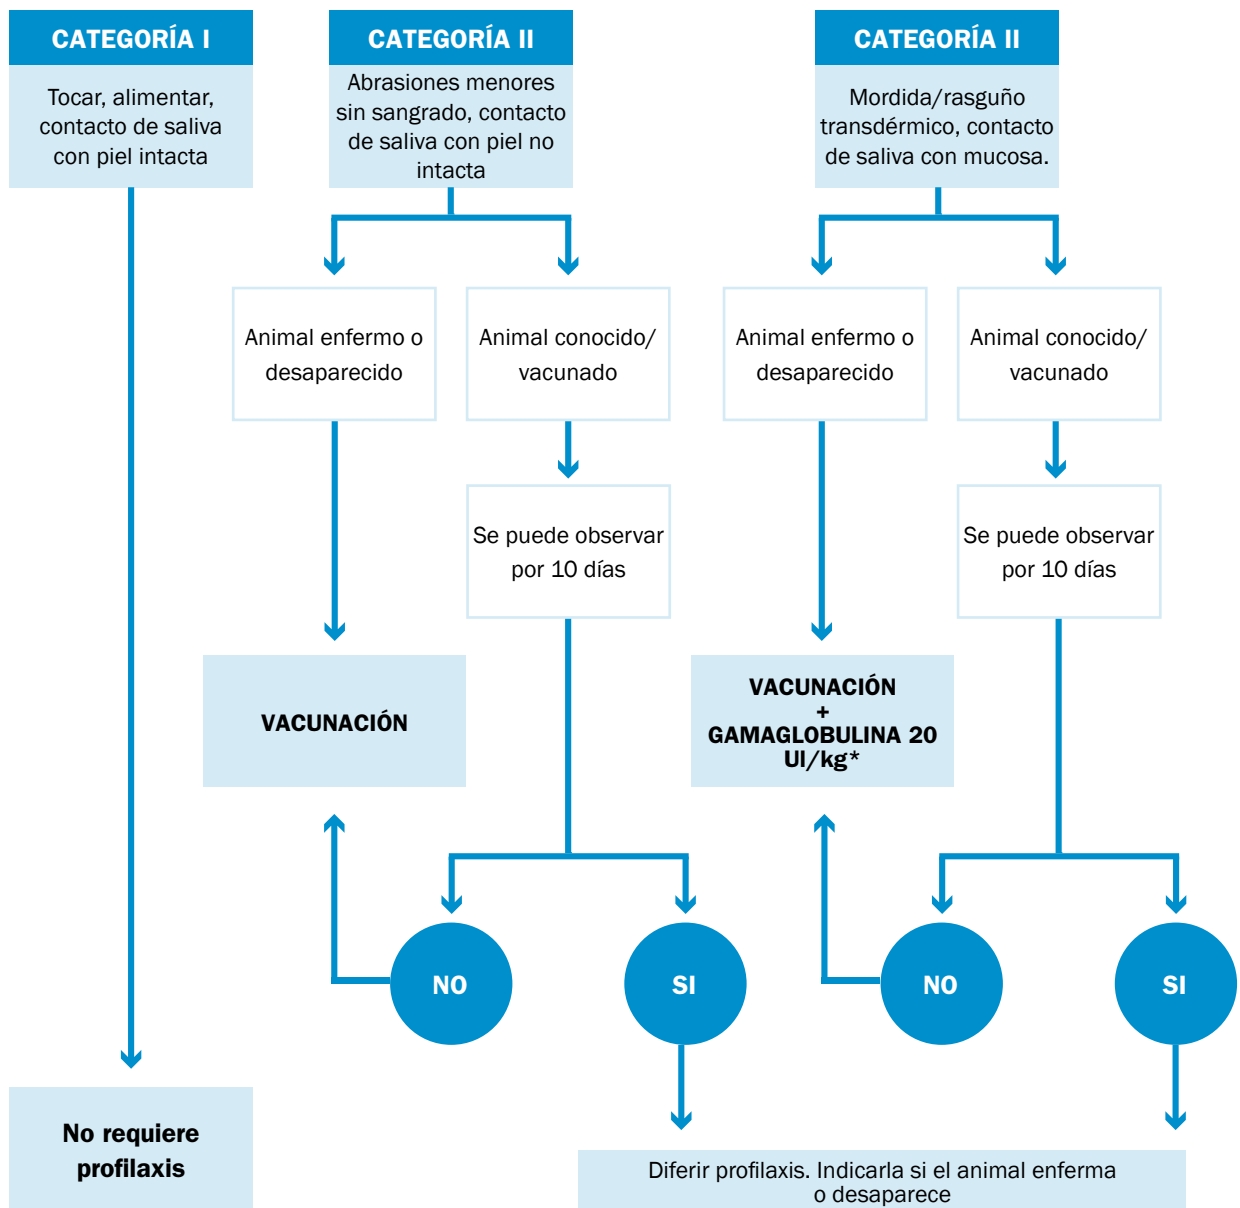 CATEGORÍA I
Tocar, alimentar,
contacto de saliva
con piel intacta
CATEGORÍA II
Abrasiones menores
sin sangrado, contacto
de saliva con piel no
intacta
CATEGORÍA II
Mordida/rasguño
transdérmico, contacto
de saliva con mucosa.
Animal enfermo o
desaparecido
Animal conocido/
vacunado
Animal enfermo o
desaparecido
Animal conocido/
vacunado
Se puede observar
por 10 días
Se puede observar
por 10 días
VACUNACIÓN
VACUNACIÓN
+
GAMAGLOBULINA 20
UI/kg*
NO
SI
NO
SI
No requiere
profilaxis
Diferir profilaxis. Indicarla si el animal enferma
o desaparece